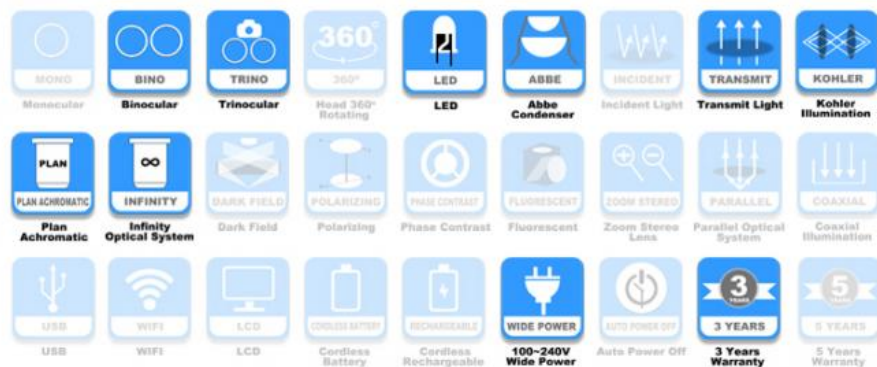 MONO BINO TRINO 360° 360° LED ABBE INCIDENT TRANSMIT KOHLER
Monocular Binocular Trinocular Head 360° Rotating LED Abbe Condenser Incident Light Transmit Light Kohler Illumination
PLAN ∞
PLAN ACHROMATIC INFINITY DARK FIELD POLARIZING PHASE CONTRAST FLUORESCENT ZOOM STEREO PARALLEL COAXIAL
Plan Achromatic Infinity Optical System Dark Field Polarizing Phase Contrast Fluorescent Zoom Stereo Lens Parallel Optical System Coaxial Illumination
3 YEARS 5 YEARS
USB WIFI LCD CORDLESS BATTERY RECHARGEABLE WIDE POWER AUTO POWER OFF 3 YEARS 5 YEARS
USB WIFI LCD Cordless Battery Cordless Rechargeable 100~240V Wide Power Auto Power Off 3 Years Warranty 5 Years Warranty